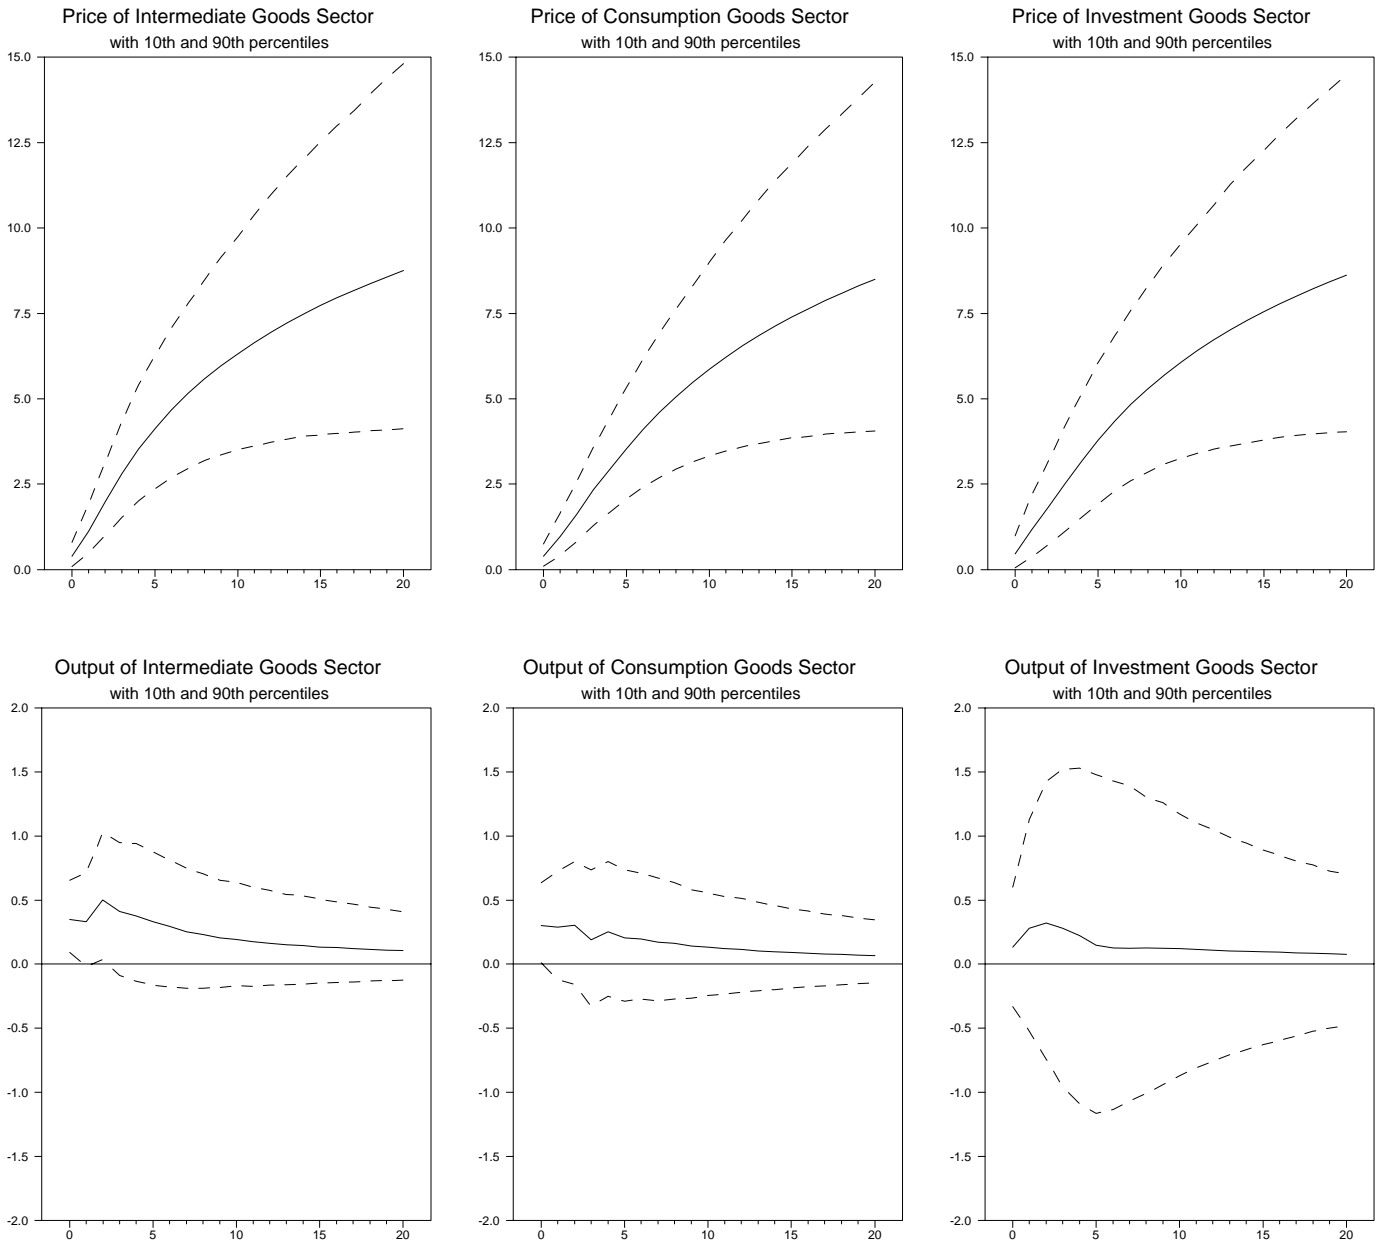 Price of Intermediate Goods Sector
with 10th and 90th percentiles
15.0
12.5
10.0
7.5
5.0
2.5
0.0
0 5 10 15 20
Price of Consumption Goods Sector
with 10th and 90th percentiles
15.0
12.5
10.0
7.5
5.0
2.5
0.0
0 5 10 15 20
Price of Investment Goods Sector
with 10th and 90th percentiles
15.0
12.5
10.0
7.5
5.0
2.5
0.0
0 5 10 15 20
Output of Intermediate Goods Sector
with 10th and 90th percentiles
2.0
1.5
1.0
0.5
0.0
-0.5
-1.0
-1.5
-2.0
0 5 10 15 20
Output of Consumption Goods Sector
with 10th and 90th percentiles
2.0
1.5
1.0
0.5
0.0
-0.5
-1.0
-1.5
-2.0
0 5 10 15 20
Output of Investment Goods Sector
with 10th and 90th percentiles
2.0
1.5
1.0
0.5
0.0
-0.5
-1.0
-1.5
-2.0
0 5 10 15 20